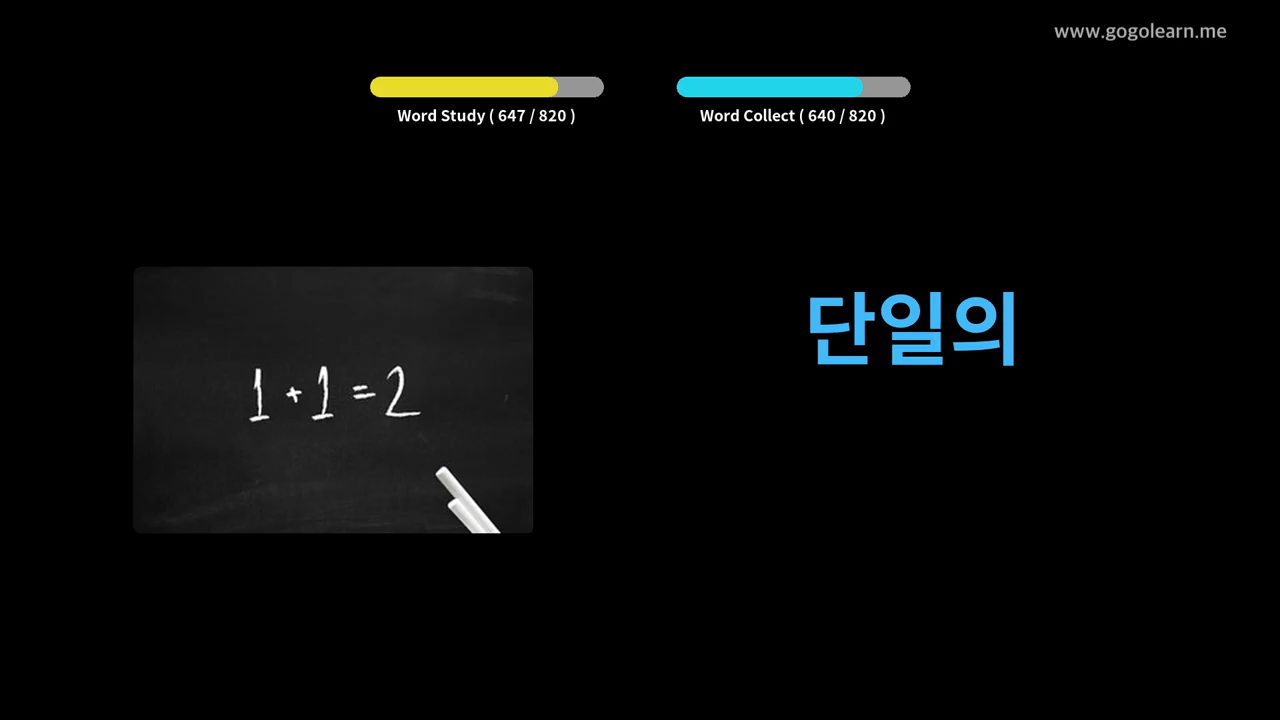 www.gogolearn.me
Word Study ( 647 / 820 )
Word Collect ( 640 / 820 )
1 + 1 = 2
단일의